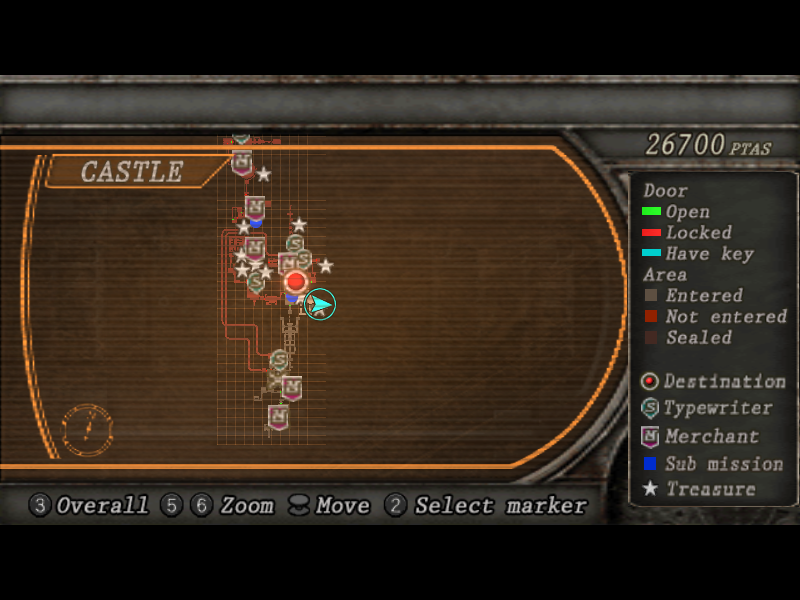 CASTLE
26700 PTAS
Door
Open
Locked
Have key
Area
Entered
Not entered
Sealed
Destination
S Typewriter
M Merchant
Sub mission
Treasure
3 Overall 5 6 Zoom Move 2 Select marker